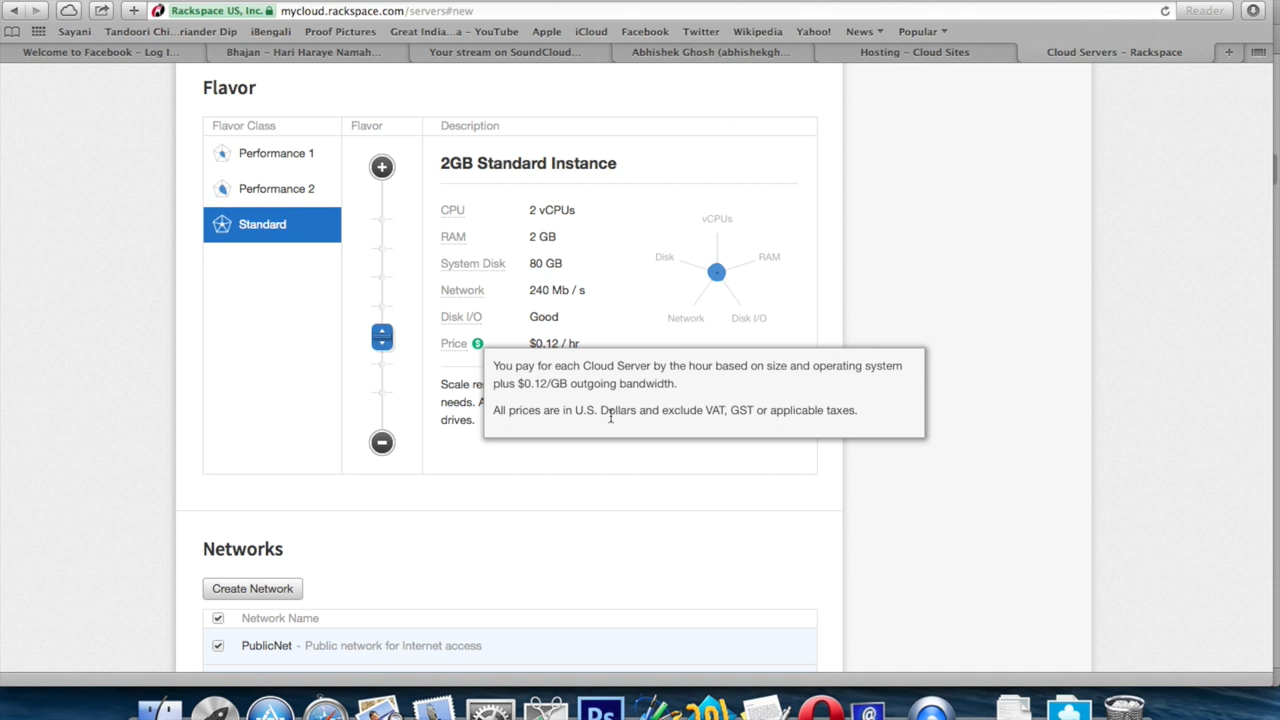 Rackspace US, Inc.
mycloud.rackspace.com/servers#new
Reader
Sayani
Tandoori Chi...riander Dip
iBengali
Proof Pictures
Great India...a – YouTube
Apple
iCloud
Facebook
Twitter
Wikipedia
Yahoo!
News
Popular
Welcome to Facebook – Log I...
Bhajan – Hari Haraye Namah...
Your stream on SoundCloud...
Abhishek Ghosh (abhishekgh...
Hosting – Cloud Sites
Cloud Servers – Rackspace
Flavor
Flavor Class
Flavor
Description
Performance 1
Performance 2
Standard
2GB Standard Instance
CPU 2 vCPUs
RAM 2 GB
System Disk 80 GB
Network 240 Mb / s
Disk I/O Good
Price $ $0.12 / hr
vCPUs
Disk
RAM
Network
Disk I/O
You pay for each Cloud Server by the hour based on size and operating system
plus $0.12/GB outgoing bandwidth.
All prices are in U.S. Dollars and exclude VAT, GST or applicable taxes.
Scale
needs.
drives.
Networks
Create Network
Network Name
PublicNet – Public network for Internet access
Ps